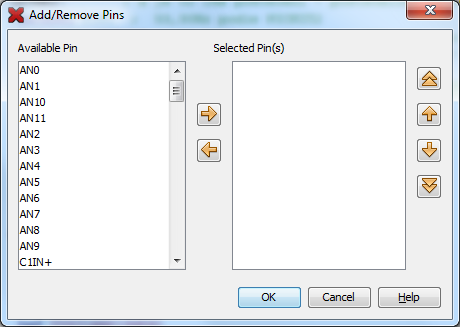 Add/Remove Pins
Available Pin
Selected Pin(s)
AN0
AN1
AN10
AN11
AN2
AN3
AN4
AN5
AN6
AN7
AN8
AN9
C1IN+
OK
Cancel
Help